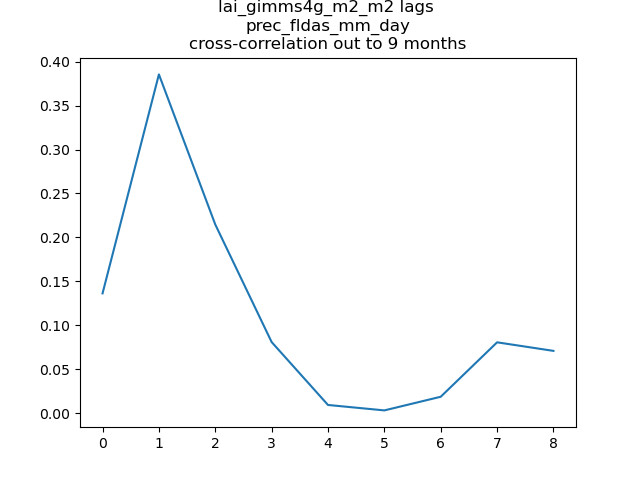 lai_gimms4g_m2_m2 lags
prec_fldas_mm_day
cross-correlation out to 9 months
0.40
0.35
0.30
0.25
0.20
0.15
0.10
0.05
0.00
0 1 2 3 4 5 6 7 8